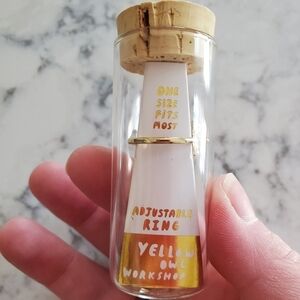 ONE
SIZE
FITS
MOST
ADJUSTABLE
RING
YELLOW
OWL
WORKSHOP